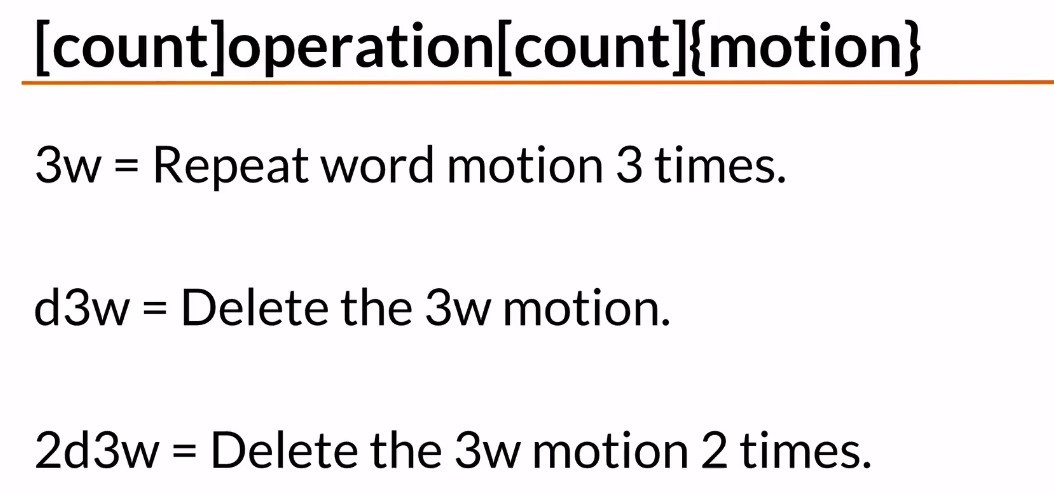 [count]operation[count]{motion}
3w = Repeat word motion 3 times.
d3w = Delete the 3w motion.
2d3w = Delete the 3w motion 2 times.